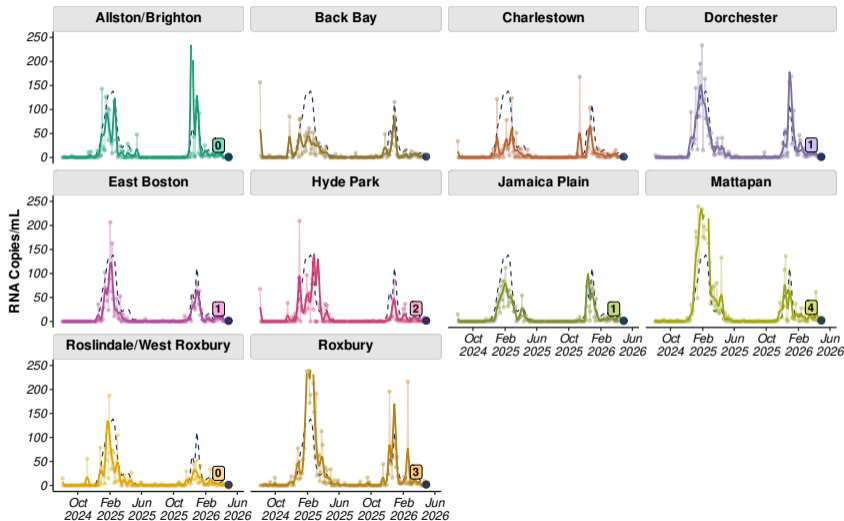 Allston/Brighton Back Bay Charlestown Dorchester
250
200
150
100
50
0
0 1
East Boston Hyde Park Jamaica Plain Mattapan
RNA Copies/mL
250
200
150
100
50
0
1 2 1 4
Oct 2024 Feb 2025 Jun 2025 Oct 2025 Feb 2026 Jun 2026
Oct 2024 Feb 2025 Jun 2025 Oct 2025 Feb 2026 Jun 2026
Roslindale/West Roxbury Roxbury
250
200
150
100
50
0
0 3
Oct 2024 Feb 2025 Jun 2025 Oct 2025 Feb 2026 Jun 2026
Oct 2024 Feb 2025 Jun 2025 Oct 2025 Feb 2026 Jun 2026